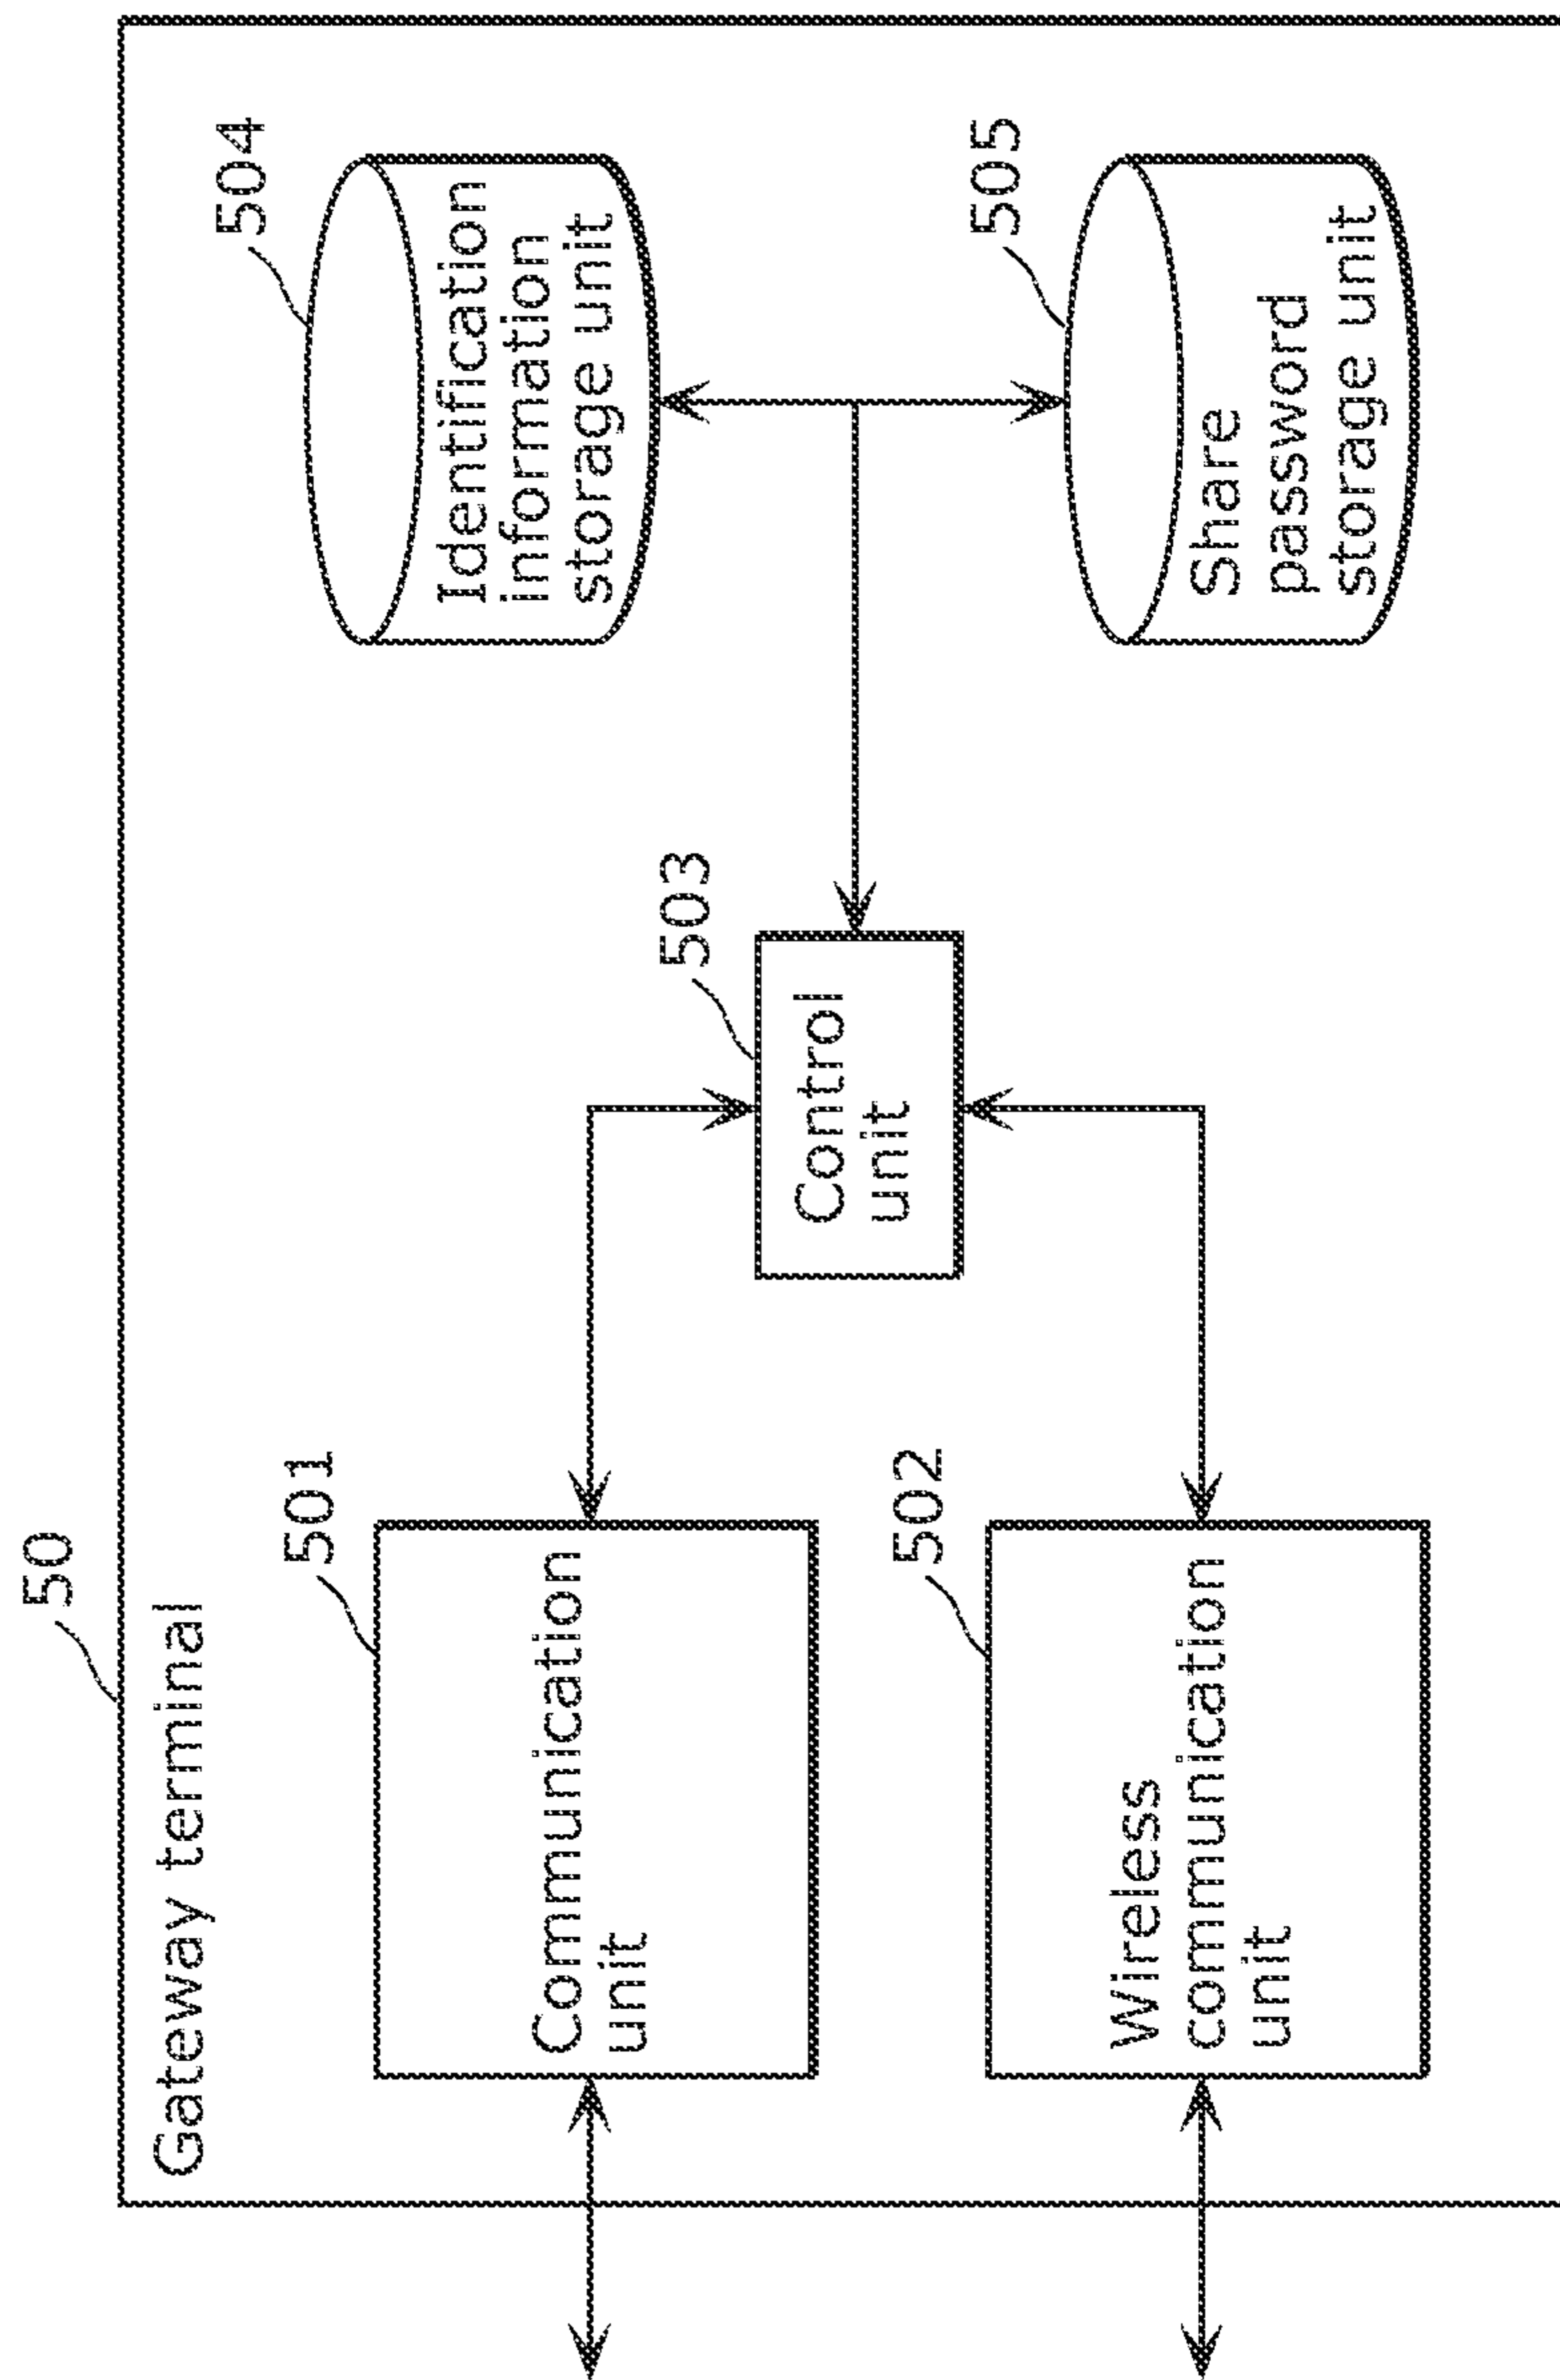 50
Gateway terminal
501
Communication
unit
502
Wireless
communication
unit
503
Control
unit
504
Identification
information
storage unit
505
Share
password
storage unit